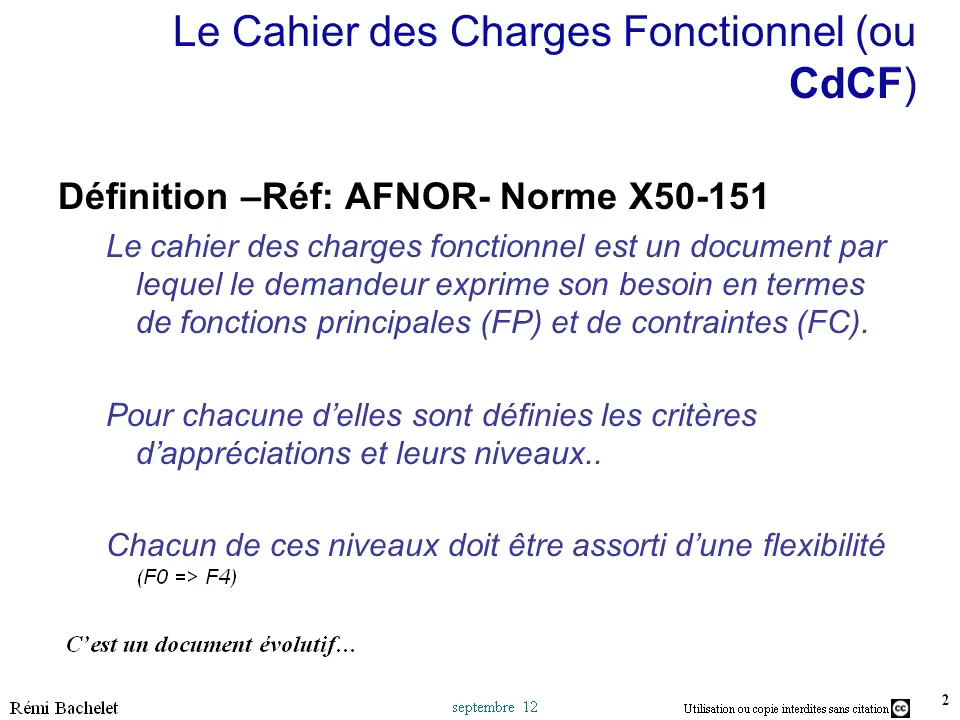 Le Cahier des Charges Fonctionnel (ou
CdCF)
Définition –Réf: AFNOR- Norme X50-151
Le cahier des charges fonctionnel est un document par
lequel le demandeur exprime son besoin en termes
de fonctions principales (FP) et de contraintes (FC).
Pour chacune d’elles sont définies les critères
d’appréciations et leurs niveaux..
Chacun de ces niveaux doit être assorti d’une flexibilité
(F0 => F4)
C’est un document évolutif…
Rémi Bachelet
septembre 12
Utilisation ou copie interdites sans citation
cc
2